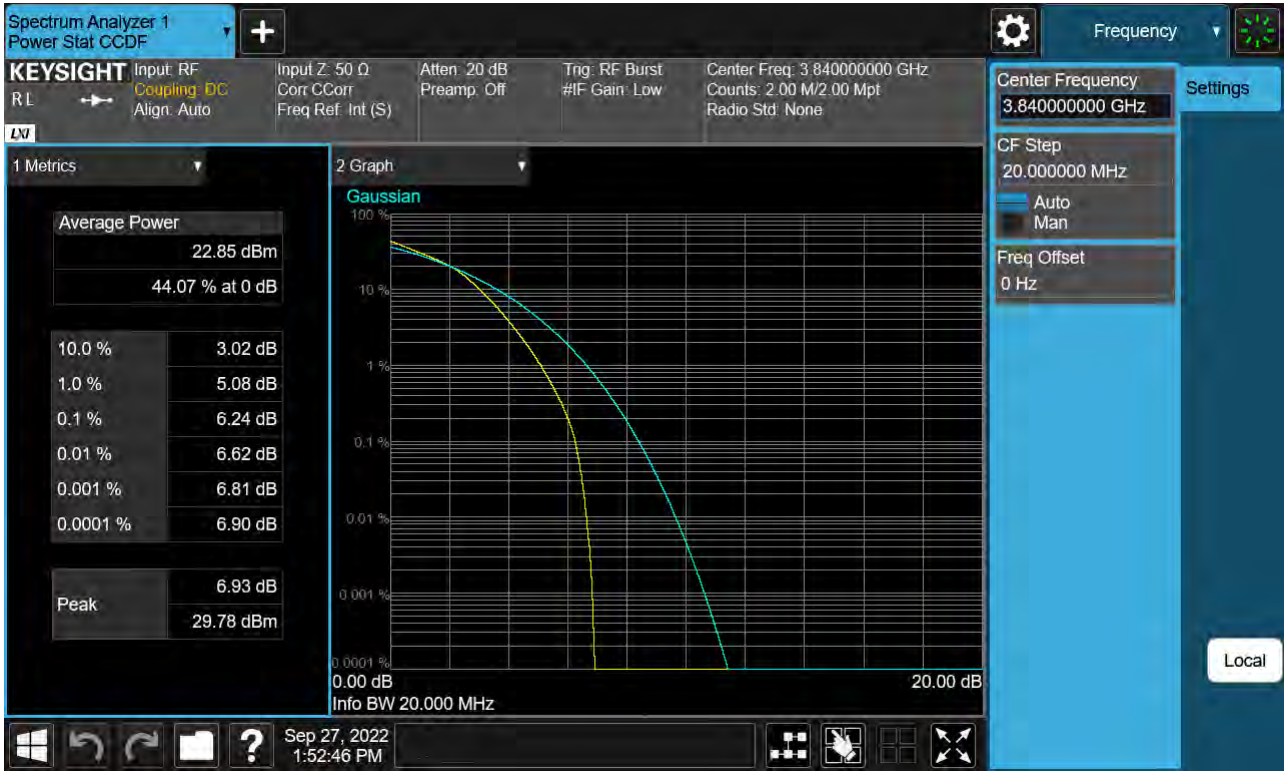 Spectrum Analyzer 1
Power Stat CCDF
Frequency
KEYSIGHT
RL
LXI
Input: RF
Coupling: DC
Align: Auto
Input Z: 50 Ω
Corr CCorr
Freq Ref: Int (S)
Atten: 20 dB
Preamp: Off
Trig: RF Burst
#IF Gain: Low
Center Freq: 3.840000000 GHz
Counts: 2.00 M/2.00 Mpt
Radio Std: None
Center Frequency
3.840000000 GHz
Settings
CF Step
20.000000 MHz
Auto
Man
Freq Offset
0 Hz
1 Metrics
Average Power
22.85 dBm
44.07 % at 0 dB
10.0 % 3.02 dB
1.0 % 5.08 dB
0.1 % 6.24 dB
0.01 % 6.62 dB
0.001 % 6.81 dB
0.0001 % 6.90 dB
Peak
6.93 dB
29.78 dBm
2 Graph
Gaussian
100 %
10 %
1 %
0.1 %
0.01 %
0.001 %
0.0001 %
0.00 dB 20.00 dB
Info BW 20.000 MHz
Local
?
Sep 27, 2022
1:52:46 PM